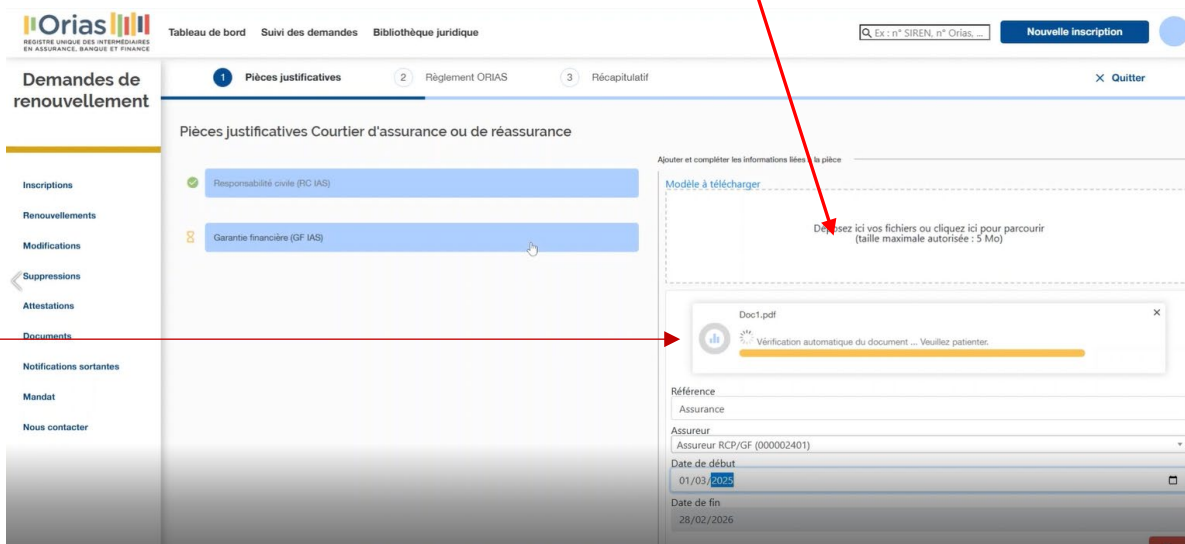 Orias
REGISTRE UNIQUE DES INTERMÉDIAIRES
EN ASSURANCE, BANQUE ET FINANCE
Tableau de bord Suivi des demandes Bibliothèque juridique
Ex : n° SIREN, n° Orias, ...
Nouvelle inscription
Demandes de
renouvellement
1 Pièces justificatives
2 Règlement ORIAS
3 Récapitulatif
× Quitter
Pièces justificatives Courtier d'assurance ou de réassurance
Inscriptions
Renouvellements
Modifications
Suppressions
Attestations
Documents
Notifications sortantes
Mandat
Nous contacter
Responsabilité civile (RC IAS)
Garantie financière (GF IAS)
Ajouter et compléter les informations liées à la pièce
Modèle à télécharger
Déposez ici vos fichiers ou cliquez ici pour parcourir
(taille maximale autorisée : 5 Mo)
Doc1.pdf
Vérification automatique du document ... Veuillez patienter.
Référence
Assurance
Assureur
Assureur RCP/GF (000002401)
Date de début
01/03/2025
Date de fin
28/02/2026